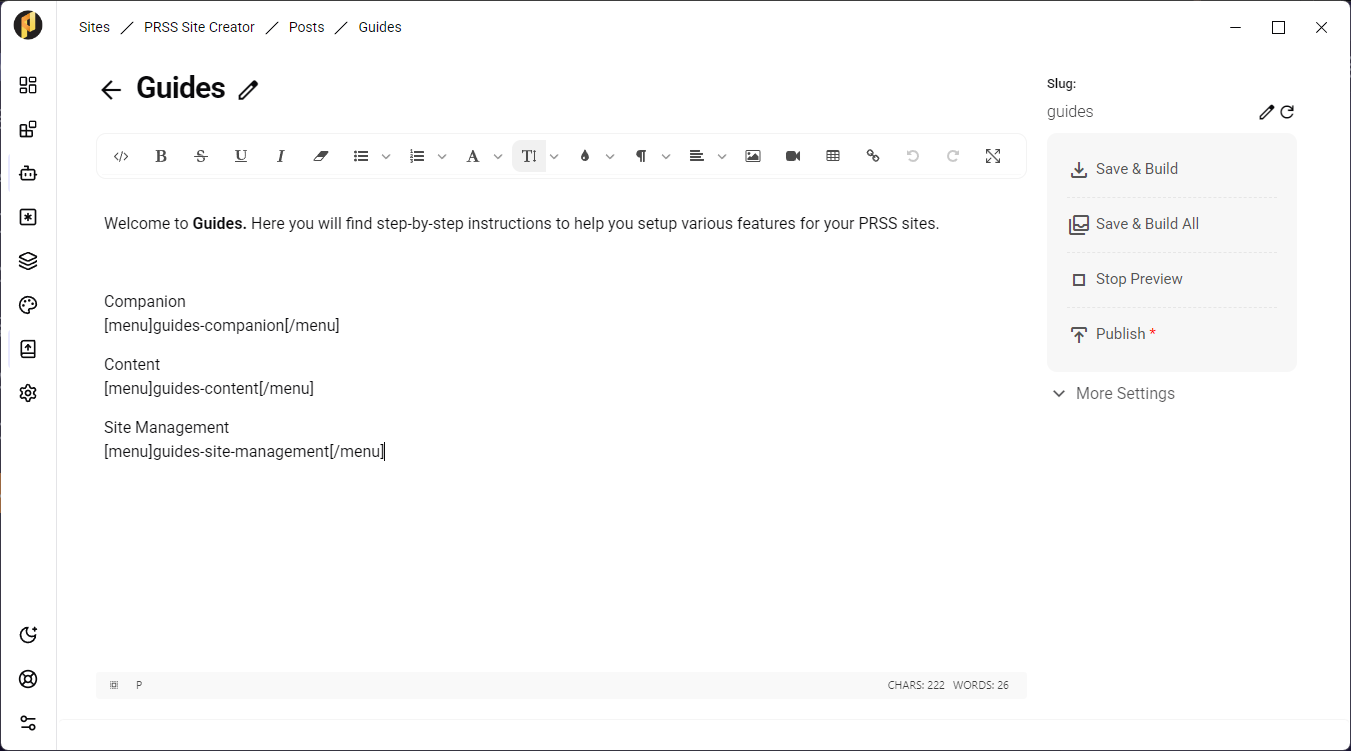 Sites / PRSS Site Creator / Posts / Guides
Guides
B S U I A T ¶
Welcome to Guides. Here you will find step-by-step instructions to help you setup various features for your PRSS sites.
Companion
[menu]guides-companion[/menu]
Content
[menu]guides-content[/menu]
Site Management
[menu]guides-site-management[/menu]
P CHARS: 222 WORDS: 26
Slug:
guides
Save & Build
Save & Build All
Stop Preview
Publish *
More Settings